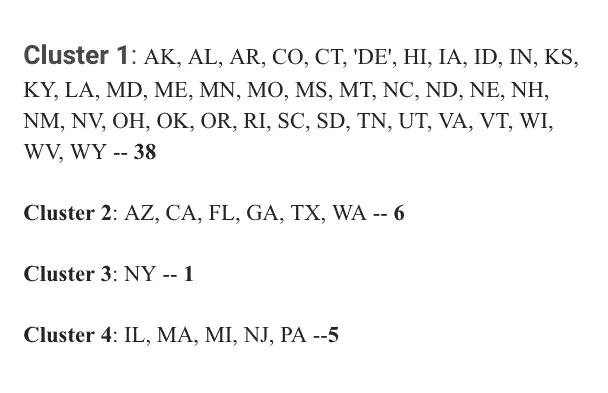 Cluster 1: AK, AL, AR, CO, CT, 'DE', HI, IA, ID, IN, KS,
KY, LA, MD, ME, MN, MO, MS, MT, NC, ND, NE, NH,
NM, NV, OH, OK, OR, RI, SC, SD, TN, UT, VA, VT, WI,
WV, WY -- 38
Cluster 2: AZ, CA, FL, GA, TX, WA -- 6
Cluster 3: NY -- 1
Cluster 4: IL, MA, MI, NJ, PA --5